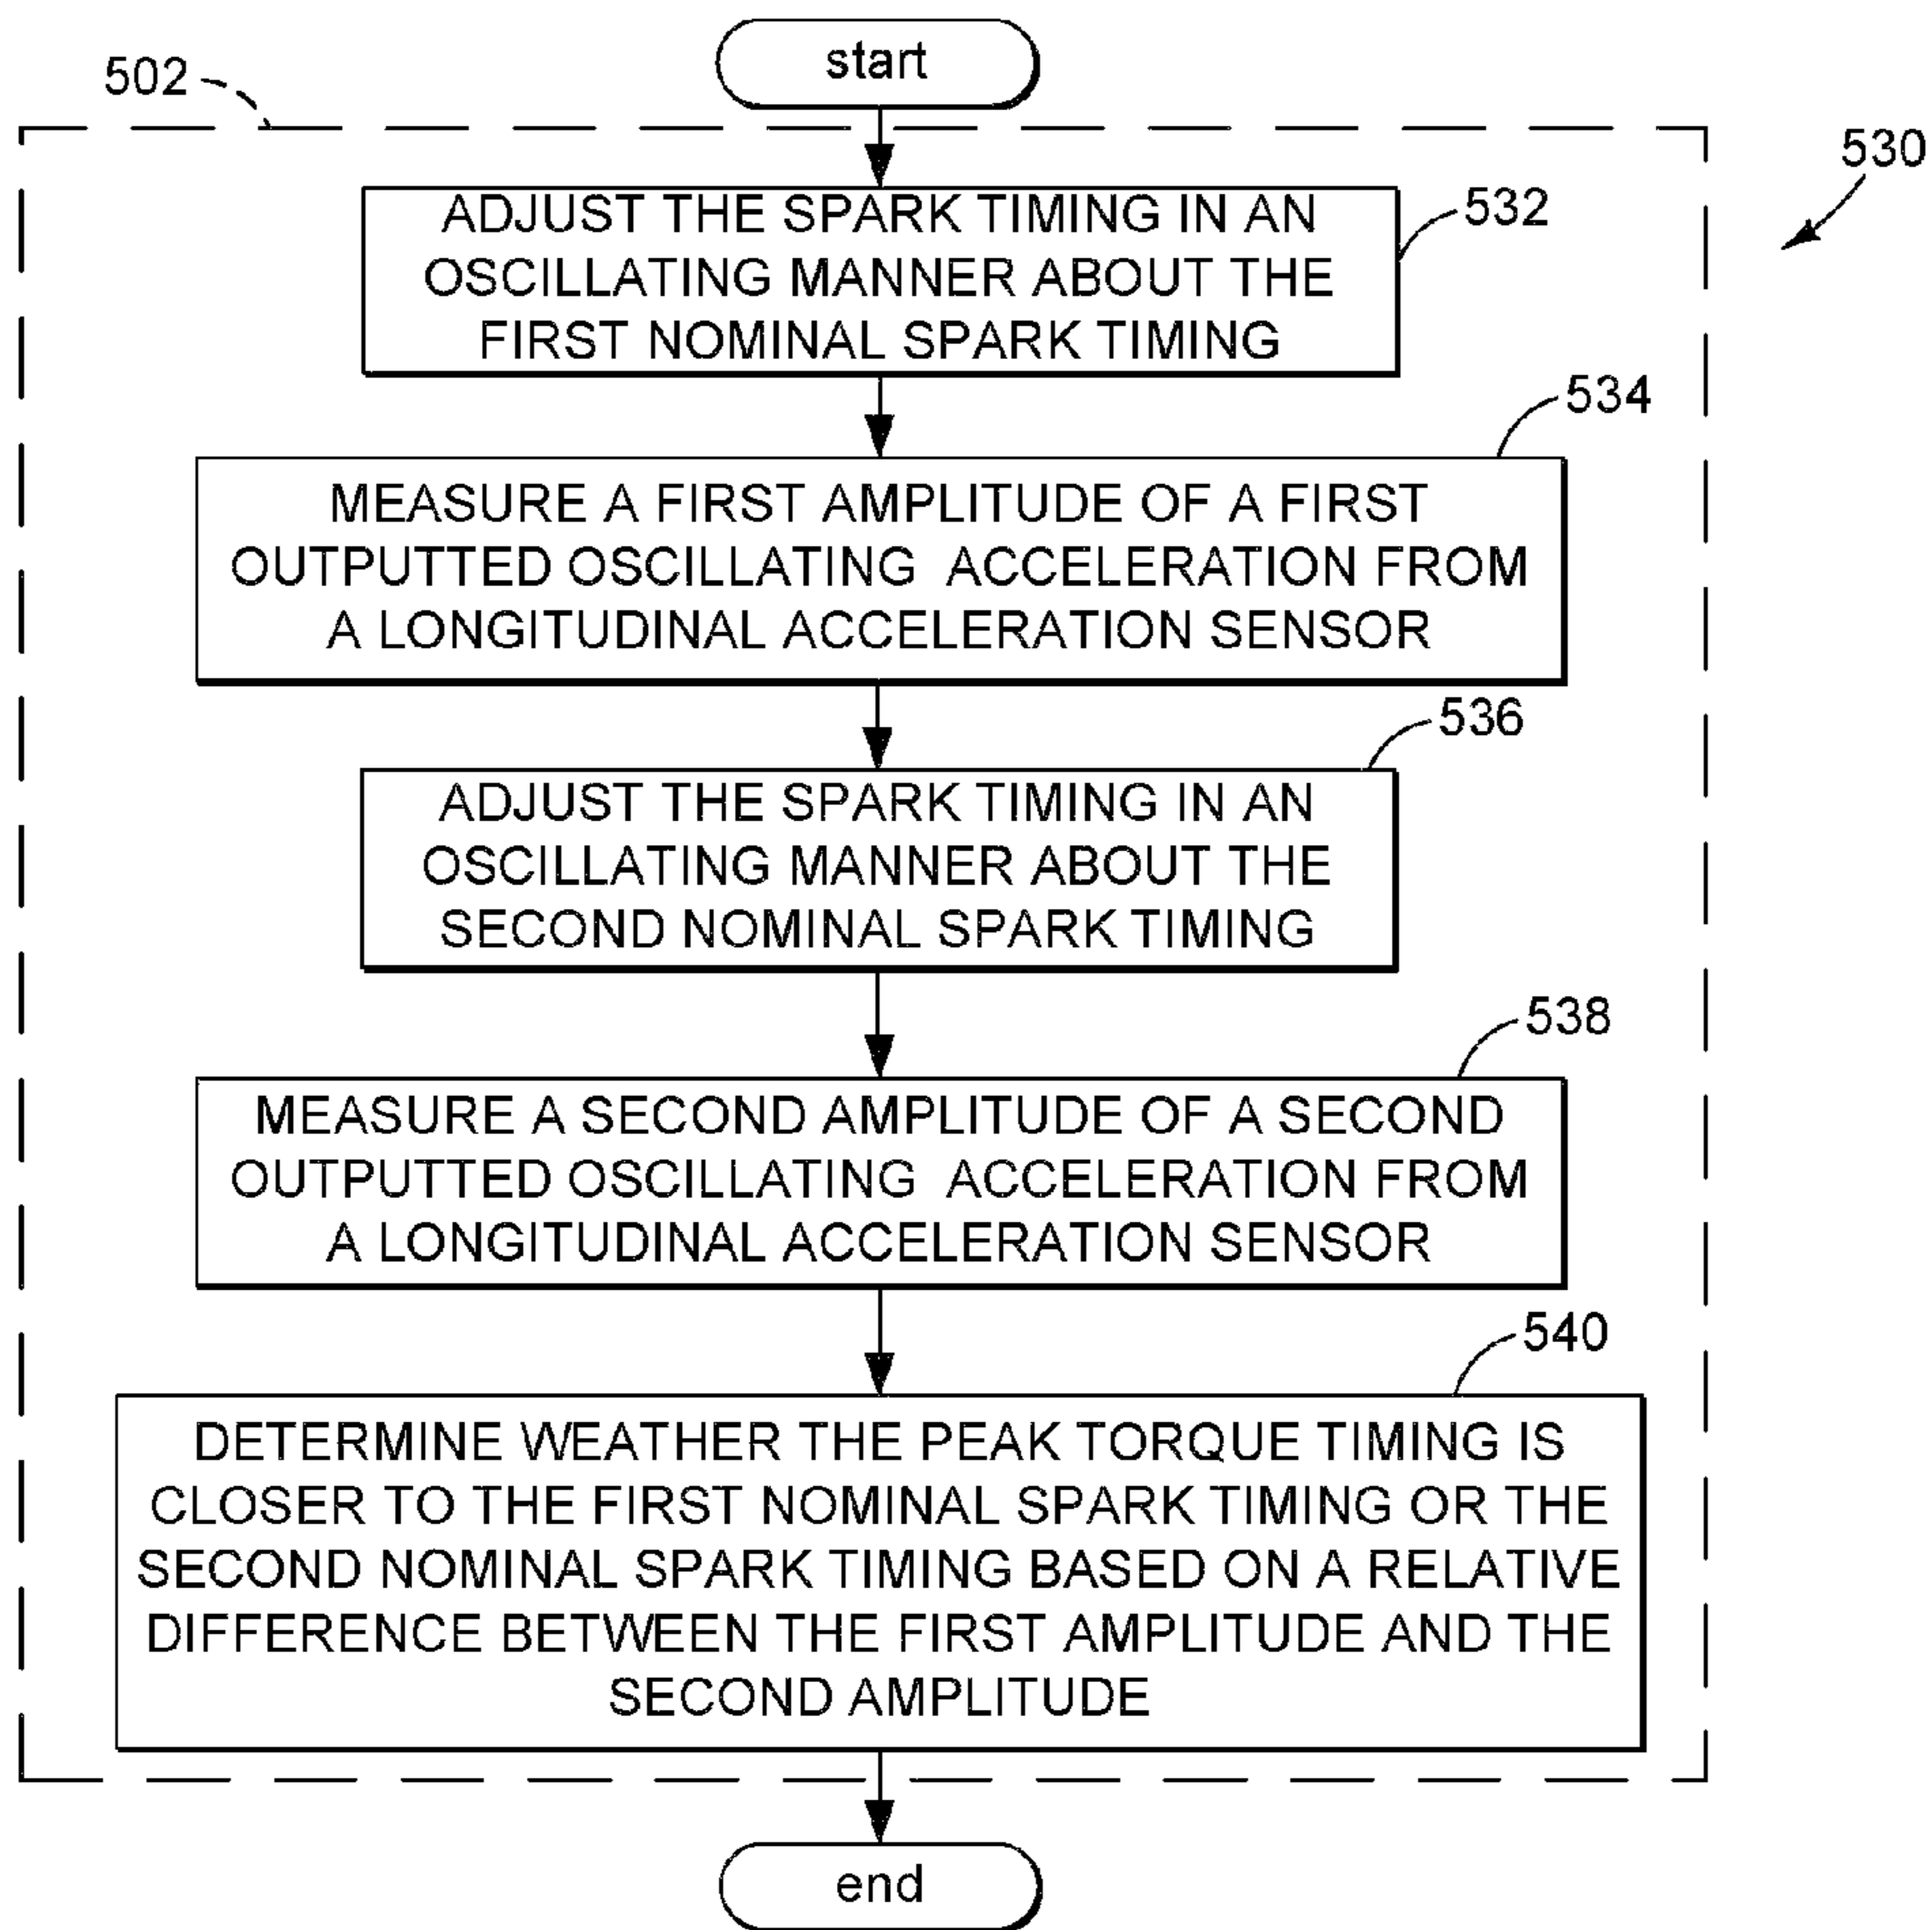 start
502
530
ADJUST THE SPARK TIMING IN AN
OSCILLATING MANNER ABOUT THE
FIRST NOMINAL SPARK TIMING
532
534
MEASURE A FIRST AMPLITUDE OF A FIRST
OUTPUTTED OSCILLATING ACCELERATION FROM
A LONGITUDINAL ACCELERATION SENSOR
536
ADJUST THE SPARK TIMING IN AN
OSCILLATING MANNER ABOUT THE
SECOND NOMINAL SPARK TIMING
538
MEASURE A SECOND AMPLITUDE OF A SECOND
OUTPUTTED OSCILLATING ACCELERATION FROM
A LONGITUDINAL ACCELERATION SENSOR
540
DETERMINE WEATHER THE PEAK TORQUE TIMING IS
CLOSER TO THE FIRST NOMINAL SPARK TIMING OR THE
SECOND NOMINAL SPARK TIMING BASED ON A RELATIVE
DIFFERENCE BETWEEN THE FIRST AMPLITUDE AND THE
SECOND AMPLITUDE
end